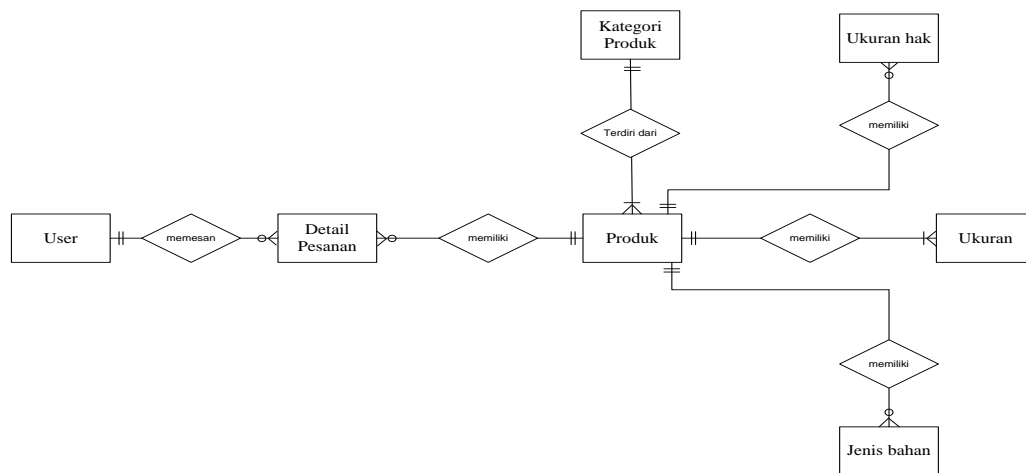 Kategori
Produk
Ukuran hak
Terdiri dari
memiliki
User
memesan
Detail
Pesanan
memiliki
Produk
memiliki
Ukuran
memiliki
Jenis bahan